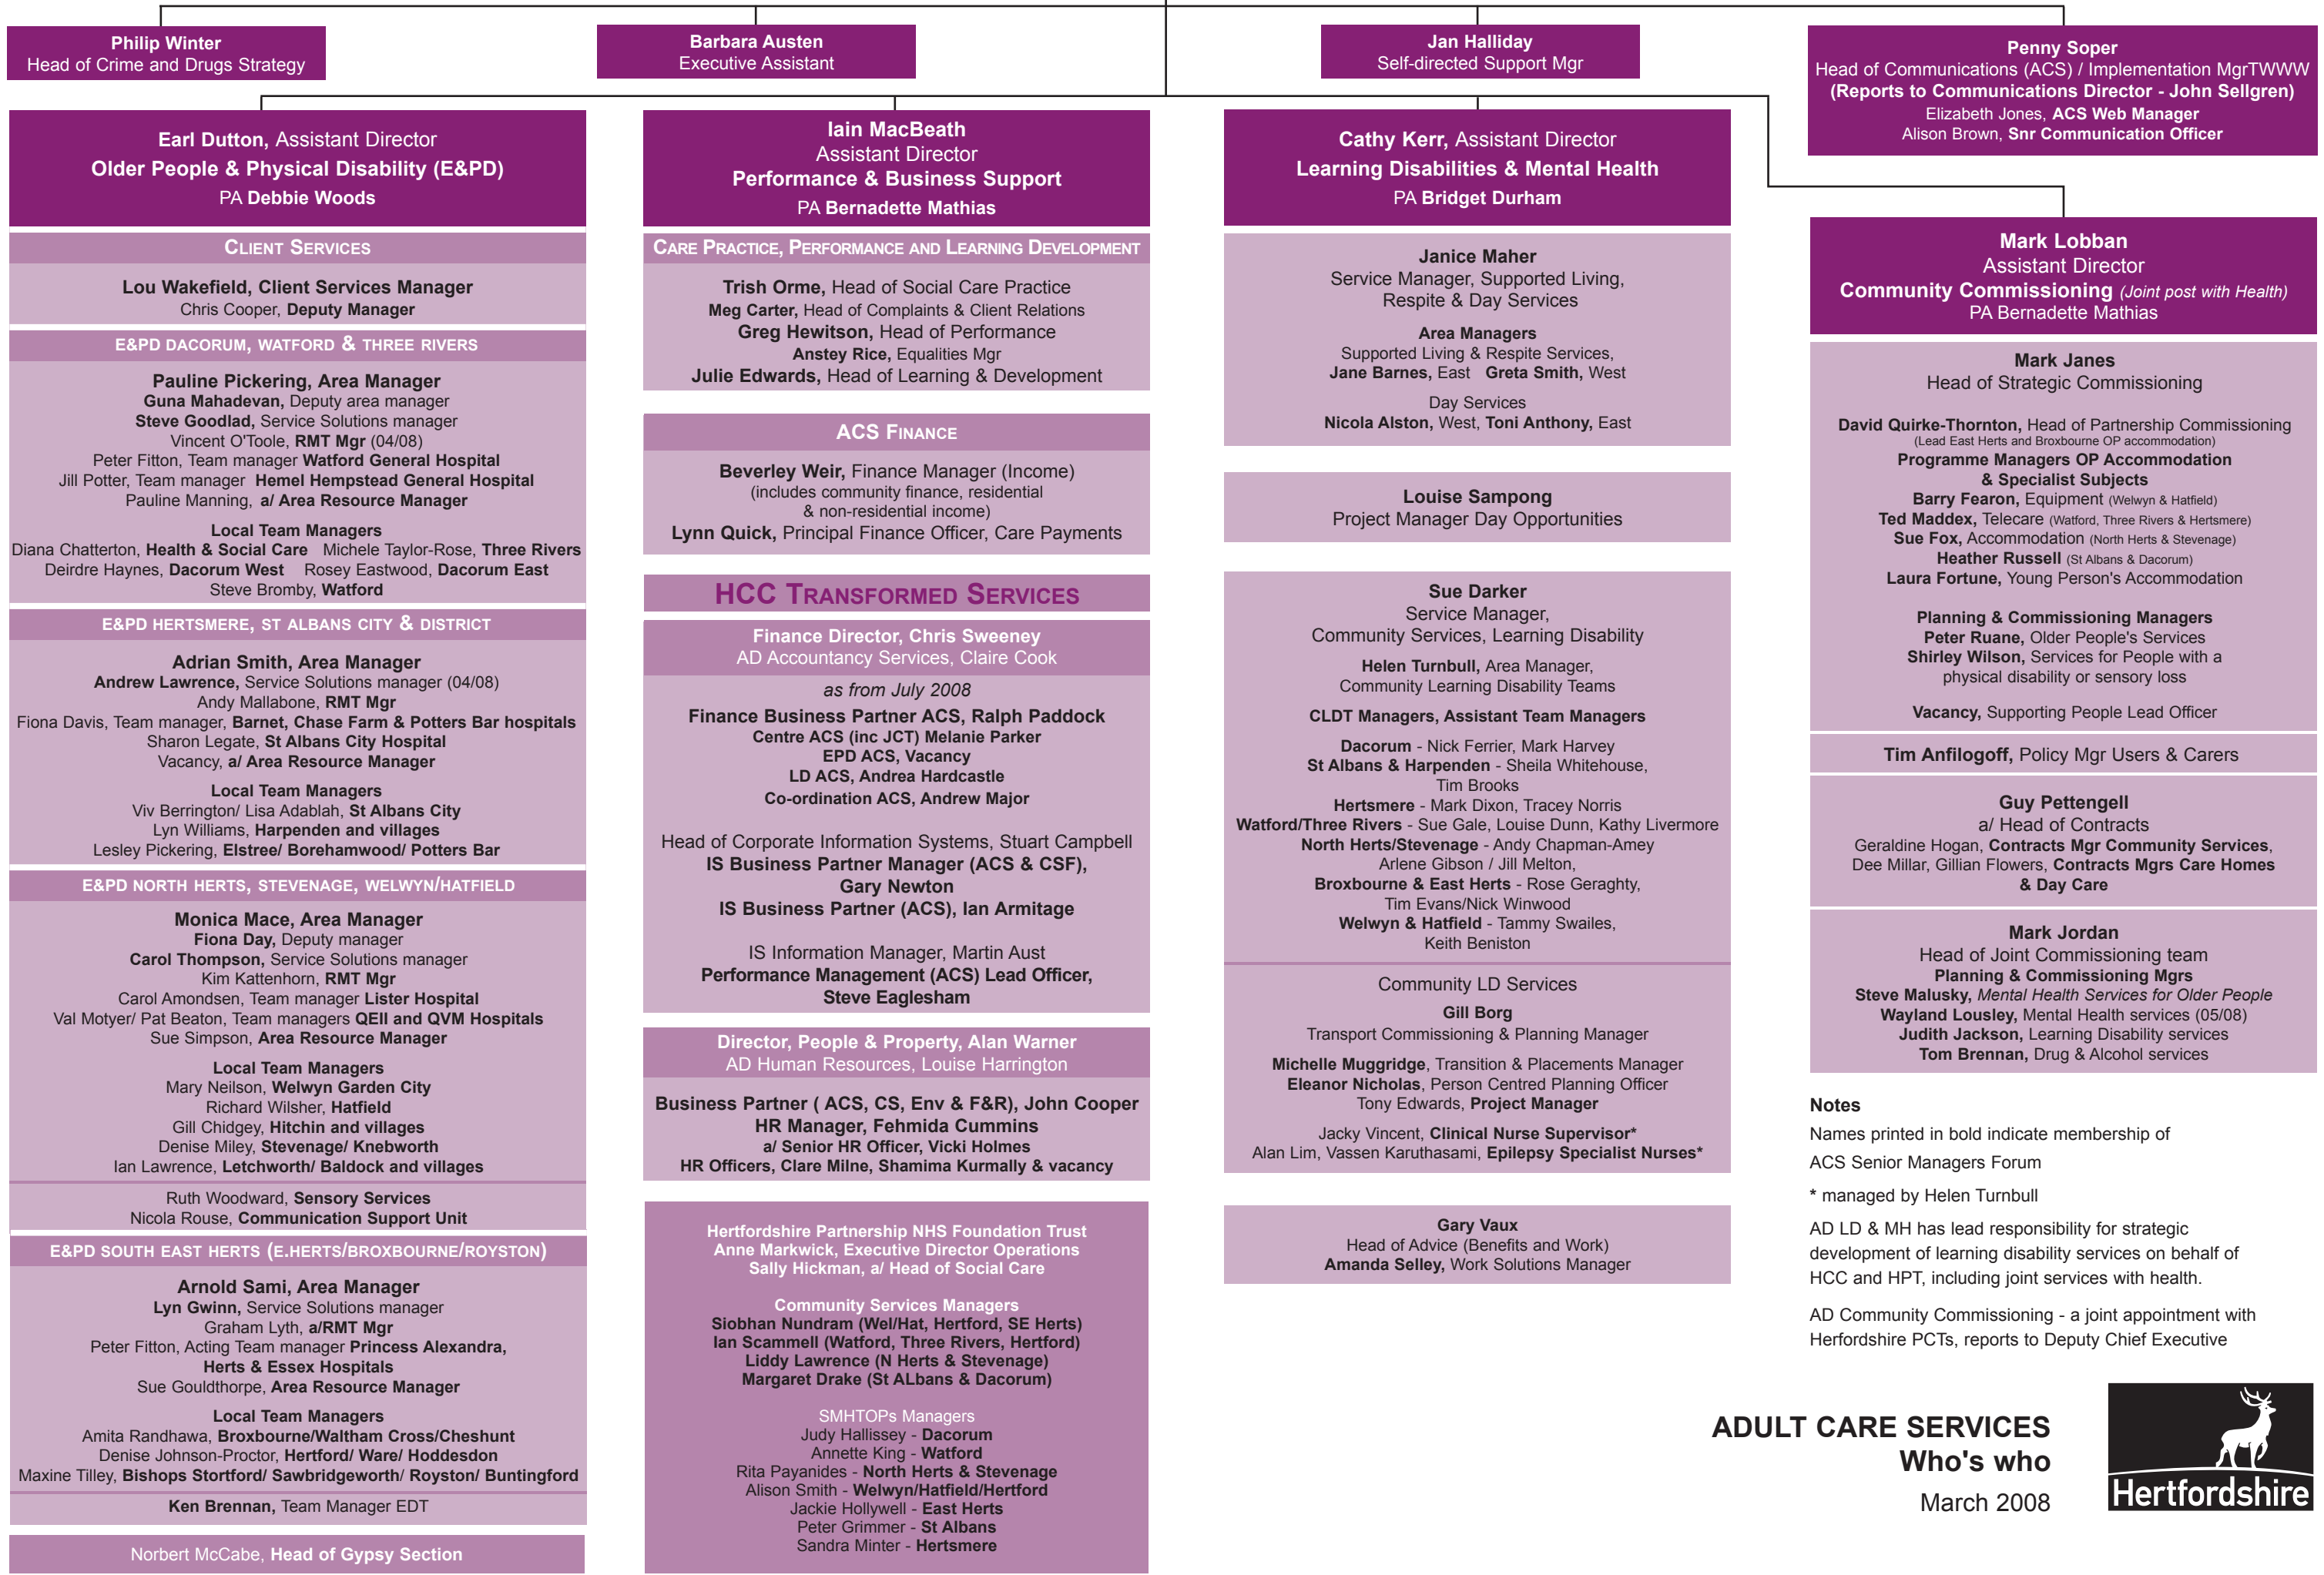 Philip Winter
Head of Crime and Drugs Strategy
Barbara Austen
Executive Assistant
Jan Halliday
Self-directed Support Mgr
Penny Soper
Head of Communications (ACS) / Implementation MgrTWWW
(Reports to Communications Director - John Sellgren)
Elizabeth Jones, ACS Web Manager
Alison Brown, Snr Communication Officer
Earl Dutton, Assistant Director
Older People & Physical Disability (E&PD)
PA Debbie Woods
CLIENT SERVICES
Lou Wakefield, Client Services Manager
Chris Cooper, Deputy Manager
E&PD DACORUM, WATFORD & THREE RIVERS
Pauline Pickering, Area Manager
Guna Mahadevan, Deputy area manager
Steve Goodlad, Service Solutions manager
Vincent O'Toole, RMT Mgr (04/08)
Peter Fitton, Team manager Watford General Hospital
Jill Potter, Team manager Hemel Hempstead General Hospital
Pauline Manning, a/ Area Resource Manager
Local Team Managers
Diana Chatterton, Health & Social Care Michele Taylor-Rose, Three Rivers
Deirdre Haynes, Dacorum West Rosey Eastwood, Dacorum East
Steve Bromby, Watford
E&PD HERTSMERE, ST ALBANS CITY & DISTRICT
Adrian Smith, Area Manager
Andrew Lawrence, Service Solutions manager (04/08)
Andy Mallabone, RMT Mgr
Fiona Davis, Team manager, Barnet, Chase Farm & Potters Bar hospitals
Sharon Legate, St Albans City Hospital
Vacancy, a/ Area Resource Manager
Local Team Managers
Viv Berrington/ Lisa Adablah, St Albans City
Lyn Williams, Harpenden and villages
Lesley Pickering, Elstree/ Borehamwood/ Potters Bar
E&PD NORTH HERTS, STEVENAGE, WELWYN/HATFIELD
Monica Mace, Area Manager
Fiona Day, Deputy manager
Carol Thompson, Service Solutions manager
Kim Kattenhorn, RMT Mgr
Carol Amondsen, Team manager Lister Hospital
Val Motyer/ Pat Beaton, Team managers QEII and QVM Hospitals
Sue Simpson, Area Resource Manager
Local Team Managers
Mary Neilson, Welwyn Garden City
Richard Wilsher, Hatfield
Gill Chidgey, Hitchin and villages
Denise Miley, Stevenage/ Knebworth
Ian Lawrence, Letchworth/ Baldock and villages
Ruth Woodward, Sensory Services
Nicola Rouse, Communication Support Unit
E&PD SOUTH EAST HERTS (E.HERTS/BROXBOURNE/ROYSTON)
Arnold Sami, Area Manager
Lyn Gwinn, Service Solutions manager
Graham Lyth, a/RMT Mgr
Peter Fitton, Acting Team manager Princess Alexandra,
Herts & Essex Hospitals
Sue Gouldthorpe, Area Resource Manager
Local Team Managers
Amita Randhawa, Broxbourne/Waltham Cross/Cheshunt
Denise Johnson-Proctor, Hertford/ Ware/ Hoddesdon
Maxine Tilley, Bishops Stortford/ Sawbridgeworth/ Royston/ Buntingford
Ken Brennan, Team Manager EDT
Norbert McCabe, Head of Gypsy Section
Iain MacBeath
Assistant Director
Performance & Business Support
PA Bernadette Mathias
CARE PRACTICE, PERFORMANCE AND LEARNING DEVELOPMENT
Trish Orme, Head of Social Care Practice
Meg Carter, Head of Complaints & Client Relations
Greg Hewitson, Head of Performance
Anstey Rice, Equalities Mgr
Julie Edwards, Head of Learning & Development
ACS FINANCE
Beverley Weir, Finance Manager (Income)
(includes community finance, residential
& non-residential income)
Lynn Quick, Principal Finance Officer, Care Payments
HCC TRANSFORMED SERVICES
Finance Director, Chris Sweeney
AD Accountancy Services, Claire Cook
as from July 2008
Finance Business Partner ACS, Ralph Paddock
Centre ACS (inc JCT) Melanie Parker
EPD ACS, Vacancy
LD ACS, Andrea Hardcastle
Co-ordination ACS, Andrew Major
Head of Corporate Information Systems, Stuart Campbell
IS Business Partner Manager (ACS & CSF),
Gary Newton
IS Business Partner (ACS), Ian Armitage
IS Information Manager, Martin Aust
Performance Management (ACS) Lead Officer,
Steve Eaglesham
Director, People & Property, Alan Warner
AD Human Resources, Louise Harrington
Business Partner ( ACS, CS, Env & F&R), John Cooper
HR Manager, Fehmida Cummins
a/ Senior HR Officer, Vicki Holmes
HR Officers, Clare Milne, Shamima Kurmally & vacancy
Hertfordshire Partnership NHS Foundation Trust
Anne Markwick, Executive Director Operations
Sally Hickman, a/ Head of Social Care
Community Services Managers
Siobhan Nundram (Wel/Hat, Hertford, SE Herts)
Ian Scammell (Watford, Three Rivers, Hertford)
Liddy Lawrence (N Herts & Stevenage)
Margaret Drake (St ALbans & Dacorum)
SMHTOPs Managers
Judy Hallissey - Dacorum
Annette King - Watford
Rita Payanides - North Herts & Stevenage
Alison Smith - Welwyn/Hatfield/Hertford
Jackie Hollywell - East Herts
Peter Grimmer - St Albans
Sandra Minter - Hertsmere
Cathy Kerr, Assistant Director
Learning Disabilities & Mental Health
PA Bridget Durham
Janice Maher
Service Manager, Supported Living,
Respite & Day Services
Area Managers
Supported Living & Respite Services,
Jane Barnes, East Greta Smith, West
Day Services
Nicola Alston, West, Toni Anthony, East
Louise Sampong
Project Manager Day Opportunities
Sue Darker
Service Manager,
Community Services, Learning Disability
Helen Turnbull, Area Manager,
Community Learning Disability Teams
CLDT Managers, Assistant Team Managers
Dacorum - Nick Ferrier, Mark Harvey
St Albans & Harpenden - Sheila Whitehouse,
Tim Brooks
Hertsmere - Mark Dixon, Tracey Norris
Watford/Three Rivers - Sue Gale, Louise Dunn, Kathy Livermore
North Herts/Stevenage - Andy Chapman-Amey
Arlene Gibson / Jill Melton,
Broxbourne & East Herts - Rose Geraghty,
Tim Evans/Nick Winwood
Welwyn & Hatfield - Tammy Swailes,
Keith Beniston
Community LD Services
Gill Borg
Transport Commissioning & Planning Manager
Michelle Muggridge, Transition & Placements Manager
Eleanor Nicholas, Person Centred Planning Officer
Tony Edwards, Project Manager
Jacky Vincent, Clinical Nurse Supervisor*
Alan Lim, Vassen Karuthasami, Epilepsy Specialist Nurses*
Gary Vaux
Head of Advice (Benefits and Work)
Amanda Selley, Work Solutions Manager
Mark Lobban
Assistant Director
Community Commissioning (Joint post with Health)
PA Bernadette Mathias
Mark Janes
Head of Strategic Commissioning
David Quirke-Thornton, Head of Partnership Commissioning
(Lead East Herts and Broxbourne OP accommodation)
Programme Managers OP Accommodation
& Specialist Subjects
Barry Fearon, Equipment (Welwyn & Hatfield)
Ted Maddex, Telecare (Watford, Three Rivers & Hertsmere)
Sue Fox, Accommodation (North Herts & Stevenage)
Heather Russell (St Albans & Dacorum)
Laura Fortune, Young Person's Accommodation
Planning & Commissioning Managers
Peter Ruane, Older People's Services
Shirley Wilson, Services for People with a
physical disability or sensory loss
Vacancy, Supporting People Lead Officer
Tim Anfilogoff, Policy Mgr Users & Carers
Guy Pettengell
a/ Head of Contracts
Geraldine Hogan, Contracts Mgr Community Services,
Dee Millar, Gillian Flowers, Contracts Mgrs Care Homes
& Day Care
Mark Jordan
Head of Joint Commissioning team
Planning & Commissioning Mgrs
Steve Malusky, Mental Health Services for Older People
Wayland Lousley, Mental Health services (05/08)
Judith Jackson, Learning Disability services
Tom Brennan, Drug & Alcohol services
Notes
Names printed in bold indicate membership of
ACS Senior Managers Forum
* managed by Helen Turnbull
AD LD & MH has lead responsibility for strategic
development of learning disability services on behalf of
HCC and HPT, including joint services with health.
AD Community Commissioning - a joint appointment with
Herfordshire PCTs, reports to Deputy Chief Executive
ADULT CARE SERVICES
Who's who
March 2008
Hertfordshire